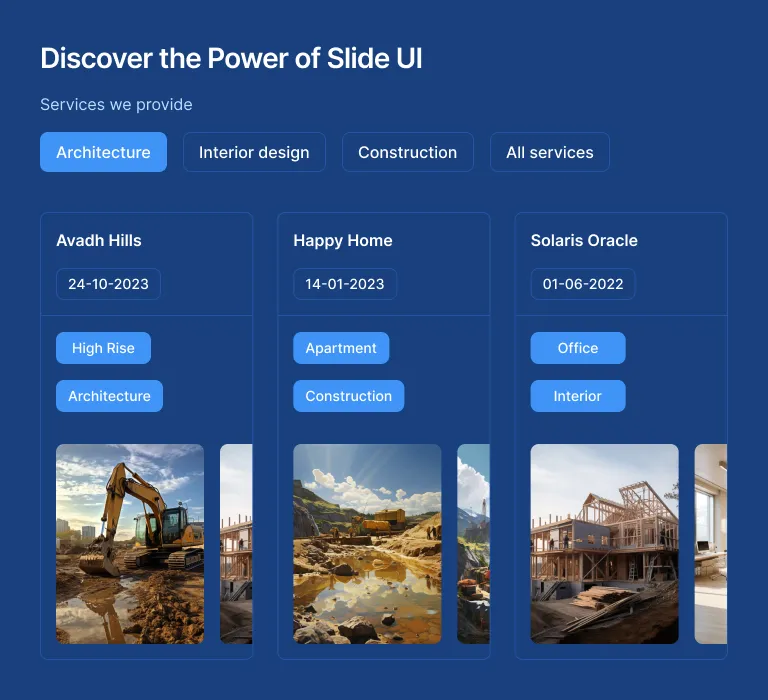 Discover the Power of Slide UI
Services we provide
Architecture
Interior design
Construction
All services
Avadh Hills
24-10-2023
High Rise
Architecture
Happy Home
14-01-2023
Apartment
Construction
Solaris Oracle
01-06-2022
Office
Interior